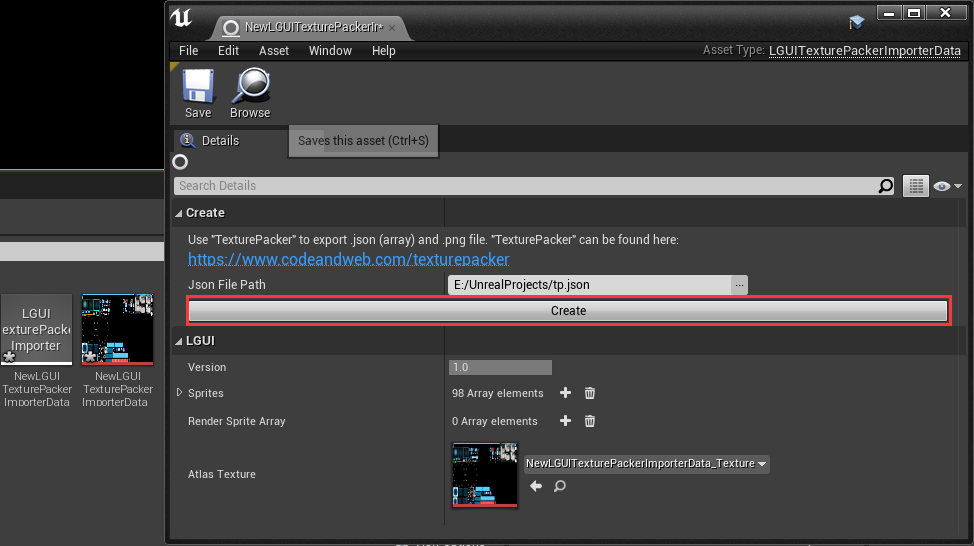 NewLGUITexturePackerIr*
File Edit Asset Window Help
Asset Type: LGUITexturePackerImporterData
Save Browse
Details
Saves this asset (Ctrl+S)
Search Details
Create
Use "TexturePacker" to export .json (array) and .png file. "TexturePacker" can be found here:
https://www.codeandweb.com/texturepacker
Json File Path E:/UnrealProjects/tp.json ...
Create
LGUI
Version 1.0
Sprites 98 Array elements
Render Sprite Array 0 Array elements
Atlas Texture NewLGUITexturePackerImporterData_Texture
LGUI
exturePacke
Importer
NewLGUI
TexturePacker
ImporterData
NewLGUI
TexturePacker
ImporterData